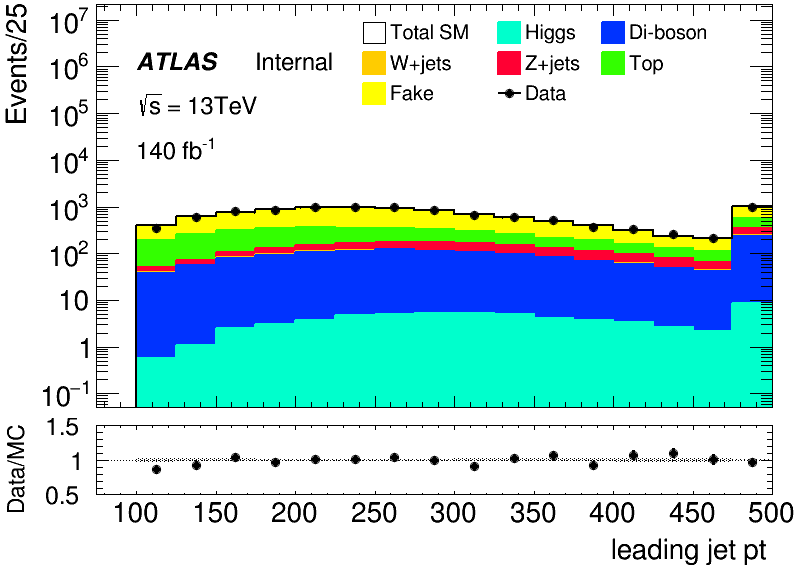 Events/25
10⁷
10⁶
10⁵
10⁴
10³
10²
10
1
10⁻¹
ATLAS Internal
√s = 13TeV
140 fb⁻¹
Total SM Higgs Di-boson
W+jets Z+jets Top
Fake Data
Data/MC
1.5
1
0.5
100 150 200 250 300 350 400 450 500
leading jet pt